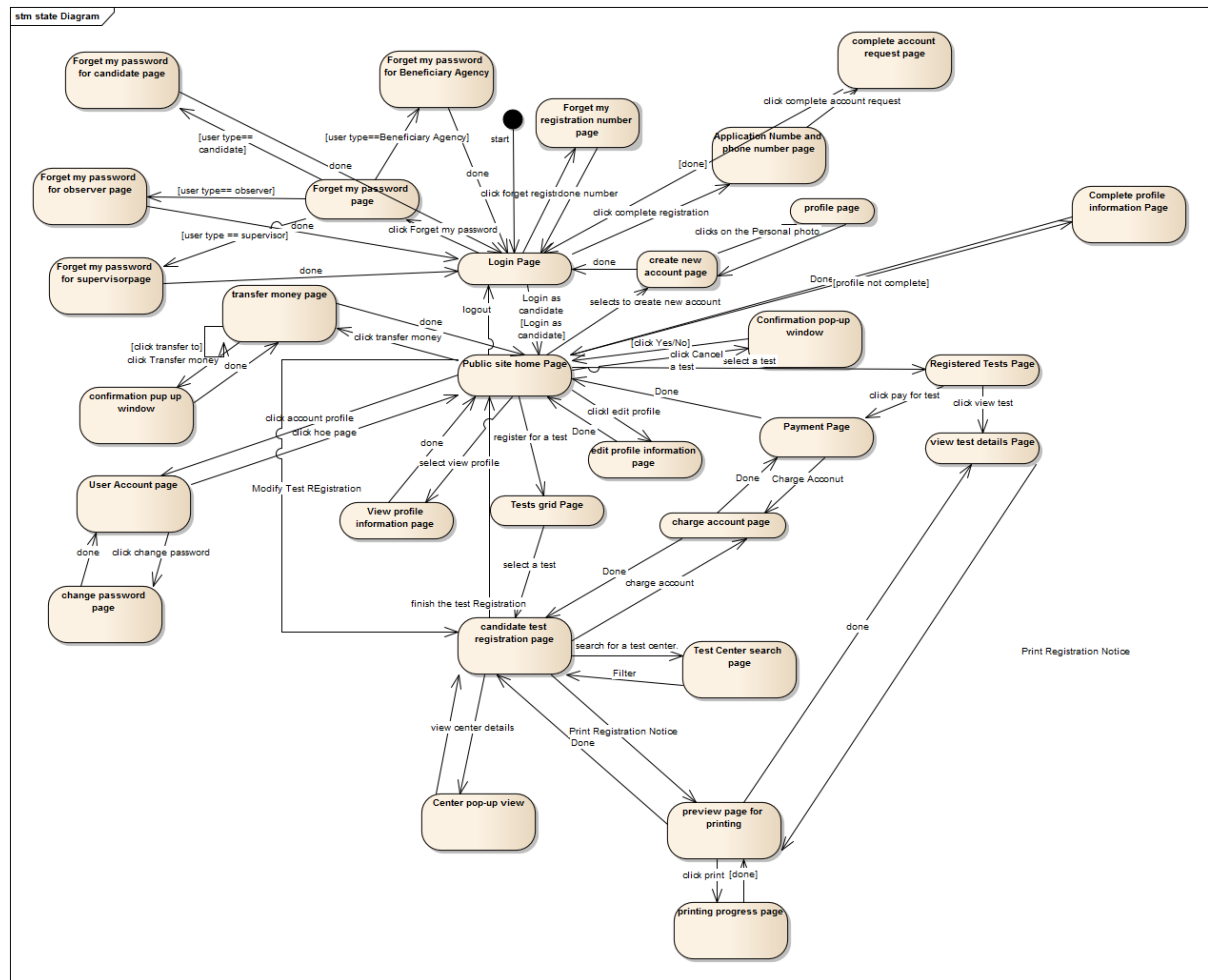 stm state Diagram
Forget my password
for candidate page
Forget my password
for Beneficiary Agency
complete account
request page
Forget my
registration number
page
click complete account request
start
Application Numbe and
phone number page
[user type==
candidate]
[user type==Beneficiary Agency]
done
[done]
done
Forget my password
for observer page
[user type== observer]
Forget my password
page
click forget registr
done number
Complete profile
information Page
profile page
click complete registration
clicks on the Personal photo
[user type == supervisor]
done
click Forget my password
Login Page
create new
account page
done
Forget my password
for supervisorpage
done
Done
[profile not complete]
transfer money page
logout
Login as
candidate
[Login as
candidate]
selects to create new account
done
click transfer money
Confirmation pop-up
window
[click transfer to]
click Transfer money
done
[click Yes/No]
click Cancel
select a test
a test
Public site home Page
Registered Tests Page
confirmation pup up
window
Done
click pay for test
click view test
click account profile
click hoe page
clickl edit profile
Done
register for a test
Payment Page
view test details Page
done
edit profile information
page
select view profile
User Account page
Modify Test REgistration
Done
Charge Acconut
View profile
information page
Tests grid Page
charge account page
done
click change password
select a test
Done
charge account
change password
page
finish the test Registration
candidate test
registration page
done
search for a test center.
Test Center search
page
Print Registration Notice
Filter
view center details
Print Registration Notice
Done
Center pop-up view
preview page for
printing
click print
[done]
printing progress page